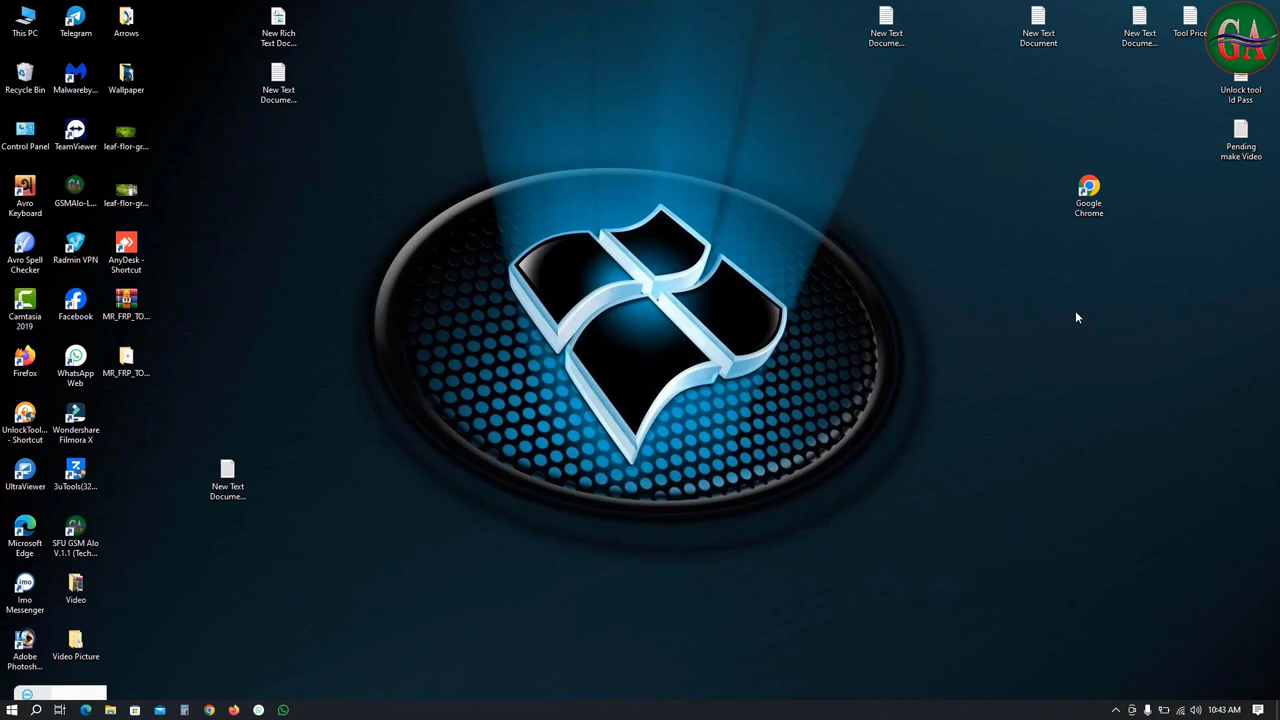 This PC
Telegram
Arrows
New Rich
Text Doc...
New Text
Docume...
New Text
Document
New Text
Docume...
Tool Price
GA
Recycle Bin
Malwareby...
Wallpaper
New Text
Docume...
Unlock tool
Id Pass
Control Panel
TeamViewer
leaf-flor-gr...
Pending
make Video
Avro
Keyboard
GSMAlo-L...
leaf-flor-gr...
Google
Chrome
Avro Spell
Checker
Radmin VPN
AnyDesk -
Shortcut
Camtasia
2019
Facebook
MR_FRP_TO...
Firefox
WhatsApp
Web
MR_FRP_TO...
UnlockTool...
- Shortcut
Wondershare
Filmora X
UltraViewer
3uTools(32...
New Text
Docume...
Microsoft
Edge
SFU GSM Alo
V.1.1 (Tech...
Imo
Messenger
Video
Adobe
Photosh...
Video Picture
10:43 AM